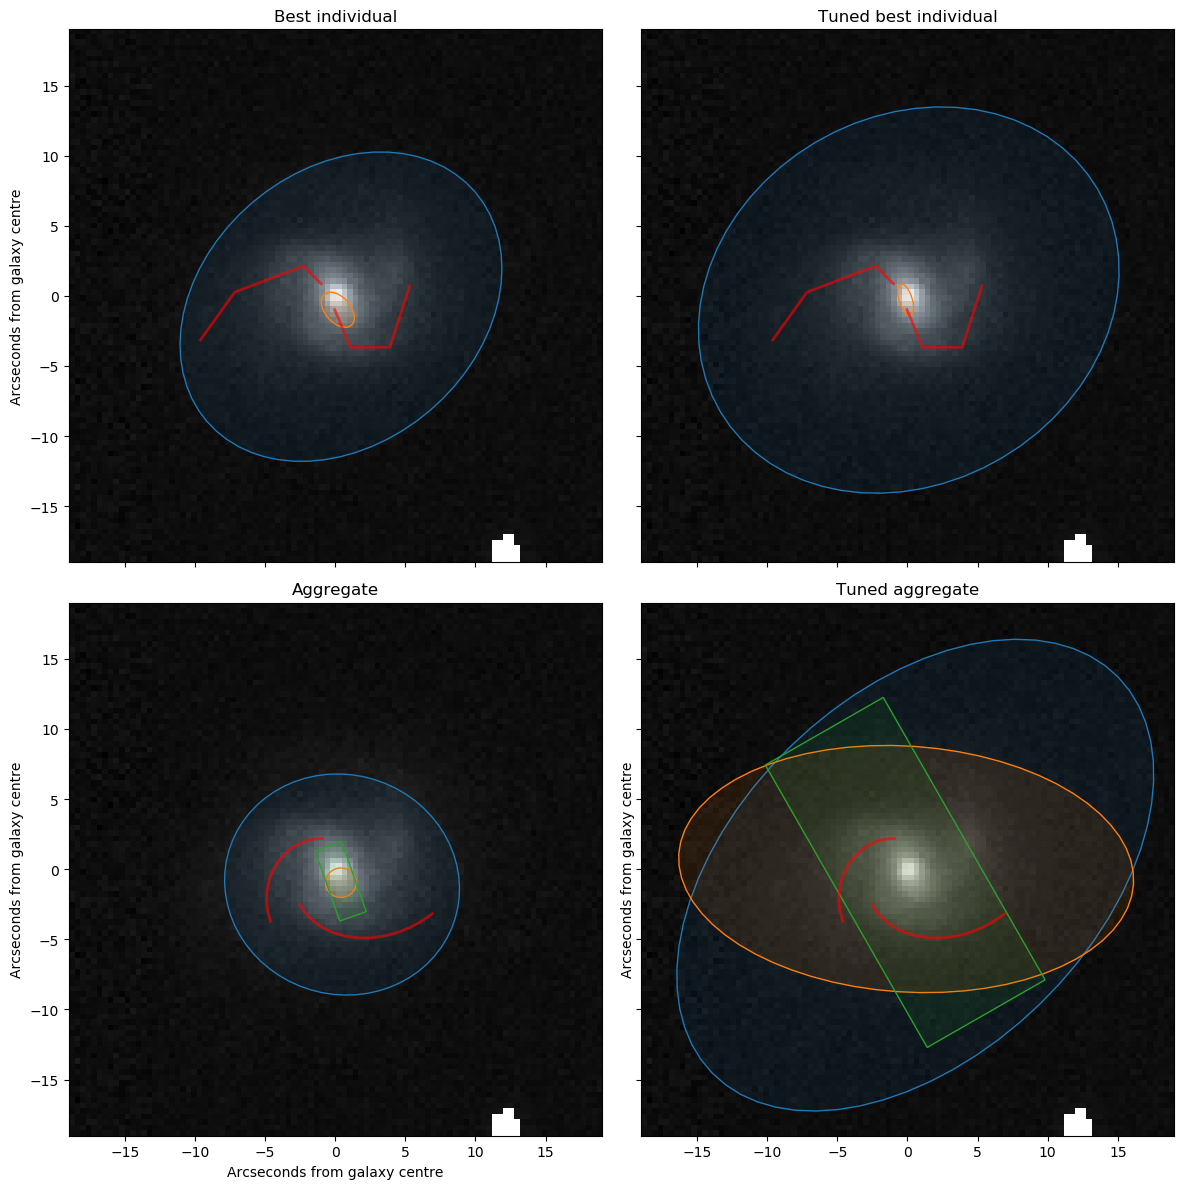 Best individual
Tuned best individual
15
10
5
0
−5
−10
−15
Arcseconds from galaxy centre
Aggregate
Tuned aggregate
15
10
5
0
−5
−10
−15
Arcseconds from galaxy centre
Arcseconds from galaxy centre
−15 −10 −5 0 5 10 15
−15 −10 −5 0 5 10 15
Arcseconds from galaxy centre